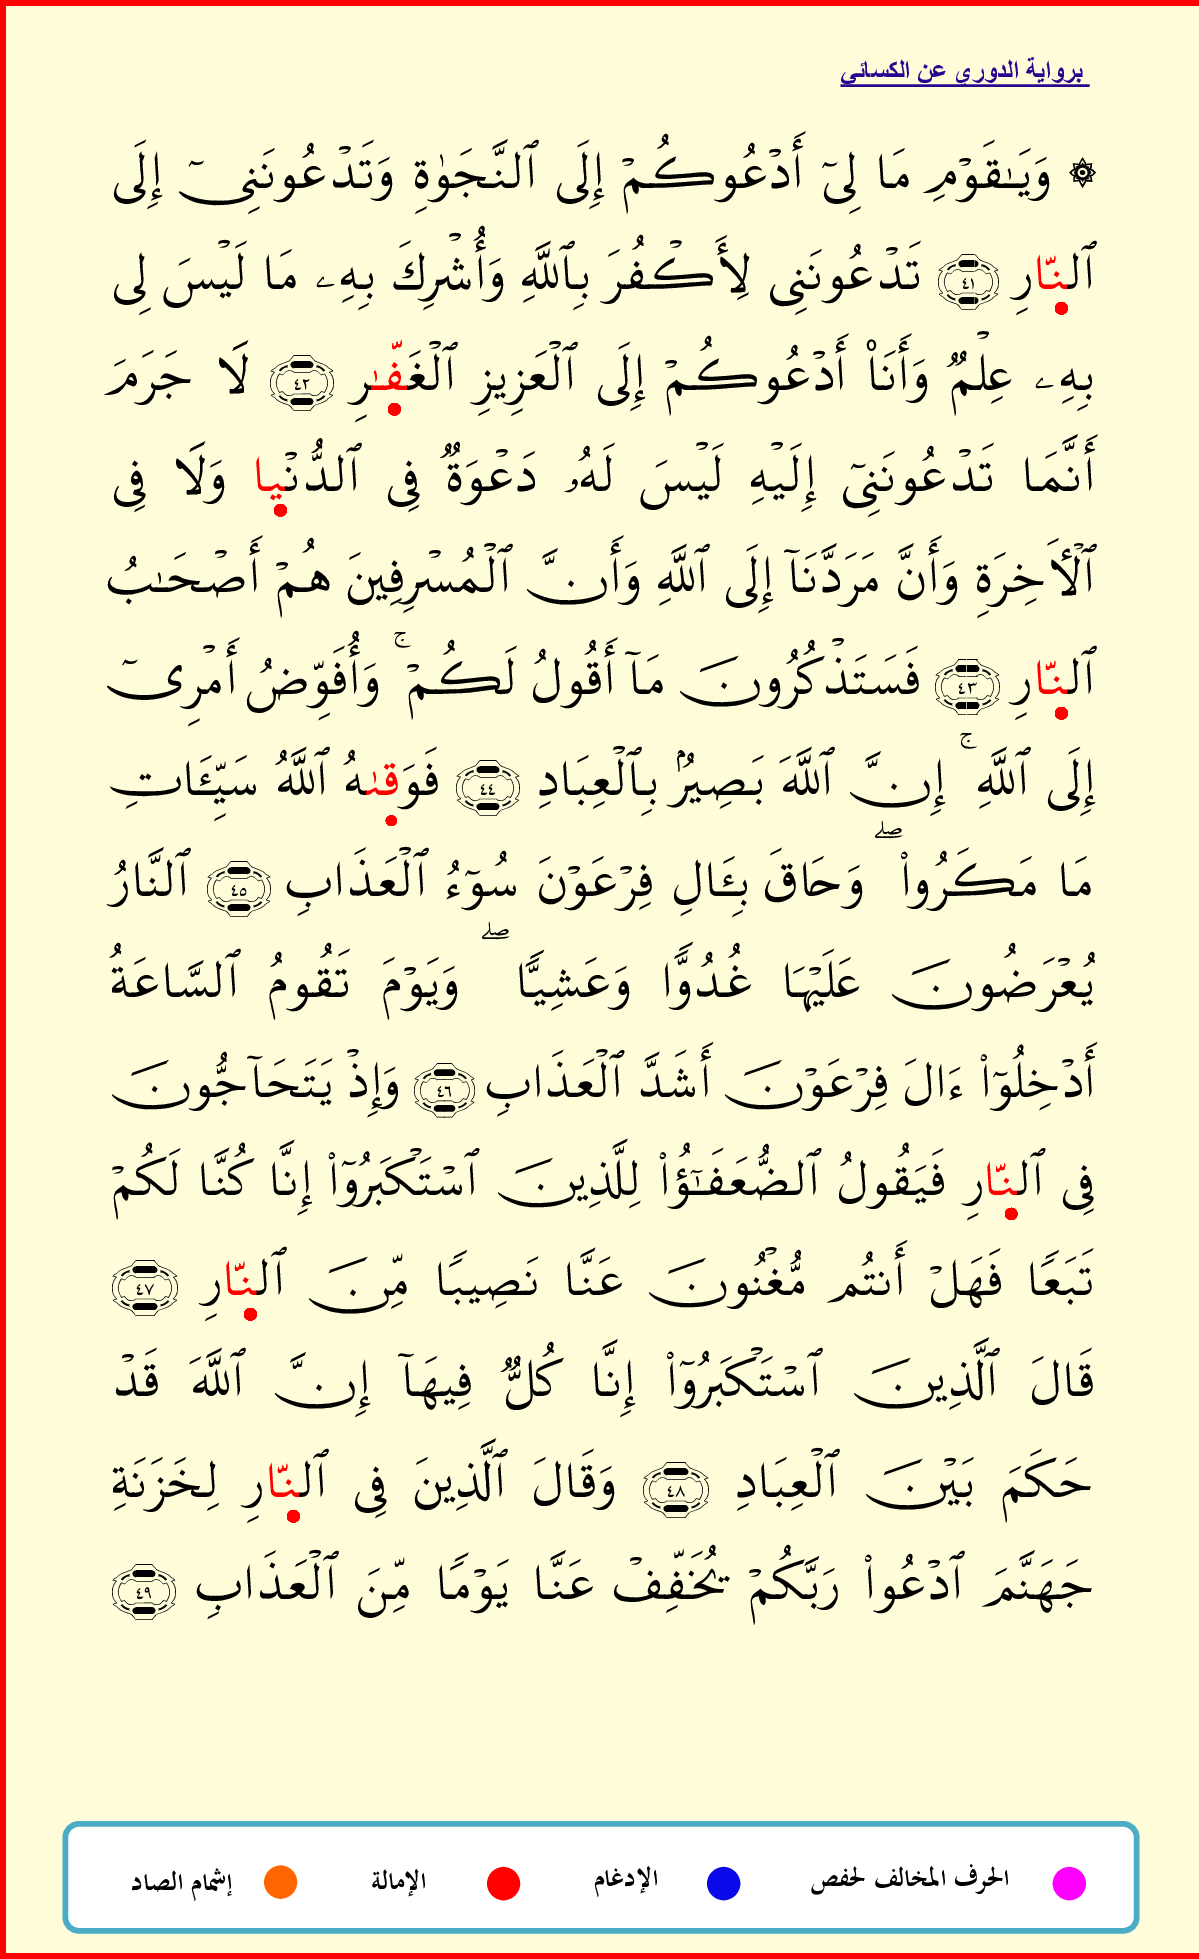 برواية الدوري عن الكسائي
۞ وَيَٰقَوۡمِ مَا لِيٓ أَدۡعُوكُمۡ إِلَى ٱلنَّجَوٰةِ وَتَدۡعُونَنِيٓ إِلَى
ٱلنّ۪ارِ ٤١ تَدۡعُونَنِي لِأَكۡفُرَ بِٱللَّهِ وَأُشۡرِكَ بِهِۦ مَا لَيۡسَ لِي
بِهِۦ عِلۡمٞ وَأَنَا۠ أَدۡعُوكُمۡ إِلَى ٱلۡعَزِيزِ ٱلۡغَفّٰ۪رِ ٤٢ لَا جَرَمَ
أَنَّمَا تَدۡعُونَنِيٓ إِلَيۡهِ لَيۡسَ لَهُۥ دَعۡوَةٞ فِي ٱلدُّنۡي۪ا وَلَا فِي
ٱلۡأٓخِرَةِ وَأَنَّ مَرَدَّنَآ إِلَى ٱللَّهِ وَأَنَّ ٱلۡمُسۡرِفِينَ هُمۡ أَصۡحَٰبُ
ٱلنّ۪ارِ ٤٣ فَسَتَذۡكُرُونَ مَآ أَقُولُ لَكُمۡۚ وَأُفَوِّضُ أَمۡرِيٓ
إِلَى ٱللَّهِۚ إِنَّ ٱللَّهَ بَصِيرُۢ بِٱلۡعِبَادِ ٤٤ فَوَق۪ىٰهُ ٱللَّهُ سَيِّـَٔاتِ
مَا مَكَرُواْۖ وَحَاقَ بِـَٔالِ فِرۡعَوۡنَ سُوٓءُ ٱلۡعَذَابِ ٤٥ ٱلنَّارُ
يُعۡرَضُونَ عَلَيۡهَا غُدُوّٗا وَعَشِيّٗاۖ وَيَوۡمَ تَقُومُ ٱلسَّاعَةُ
أَدۡخِلُوٓاْ ءَالَ فِرۡعَوۡنَ أَشَدَّ ٱلۡعَذَابِ ٤٦ وَإِذۡ يَتَحَآجُّونَ
فِي ٱلنّ۪ارِ فَيَقُولُ ٱلضُّعَفَٰٓؤُاْ لِلَّذِينَ ٱسۡتَكۡبَرُوٓاْ إِنَّا كُنَّا لَكُمۡ
تَبَعٗا فَهَلۡ أَنتُم مُّغۡنُونَ عَنَّا نَصِيبٗا مِّنَ ٱلنّ۪ارِ ٤٧
قَالَ ٱلَّذِينَ ٱسۡتَكۡبَرُوٓاْ إِنَّا كُلّٞ فِيهَآ إِنَّ ٱللَّهَ قَدۡ
حَكَمَ بَيۡنَ ٱلۡعِبَادِ ٤٨ وَقَالَ ٱلَّذِينَ فِي ٱلنّ۪ارِ لِخَزَنَةِ
جَهَنَّمَ ٱدۡعُواْ رَبَّكُمۡ يُخَفِّفۡ عَنَّا يَوۡمٗا مِّنَ ٱلۡعَذَابِ ٤٩
الحرف المخالف لحفص الإدغام الإمالة إشمام الصاد